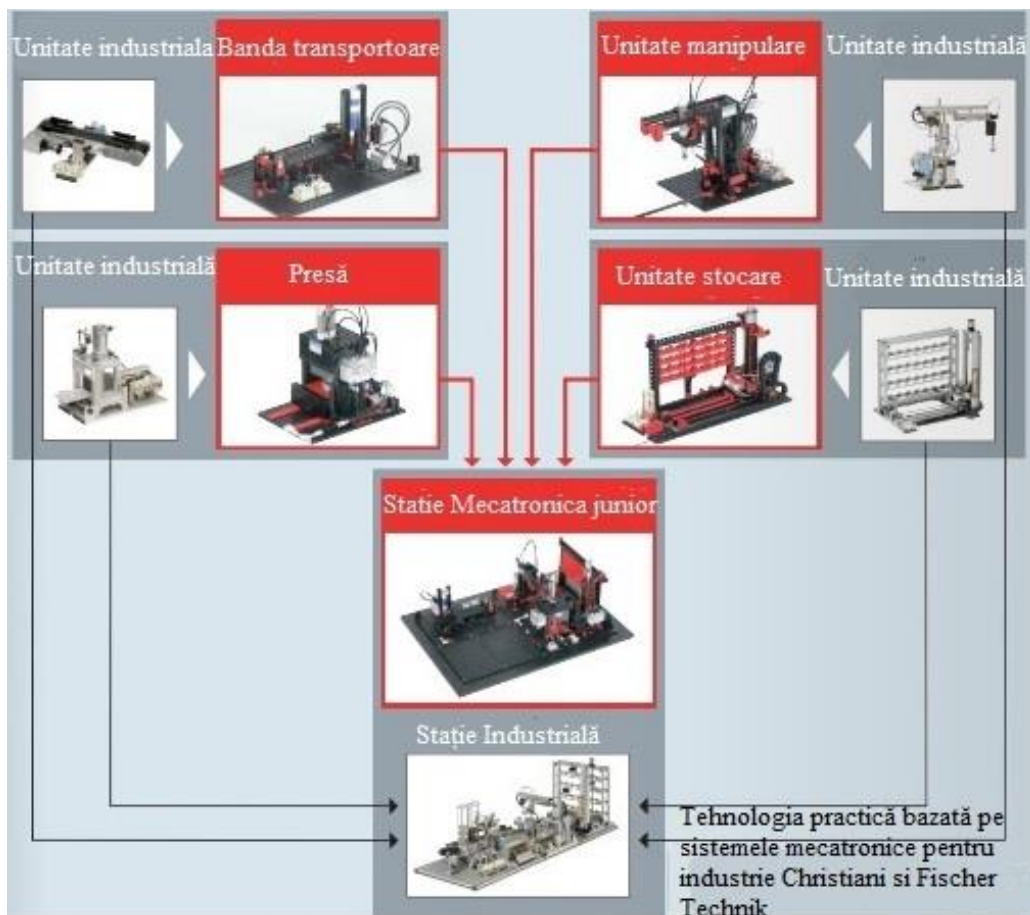 Unitate industriala
Banda transportoare
Unitate manipulare
Unitate industrială
Unitate industrială
Presă
Unitate stocare
Unitate industrială
Statie Mecatronica junior
Stație Industrială
Tehnologia practică bazată pe
sistemele mecatronice pentru
industrie Christiani si Fischer
Technik